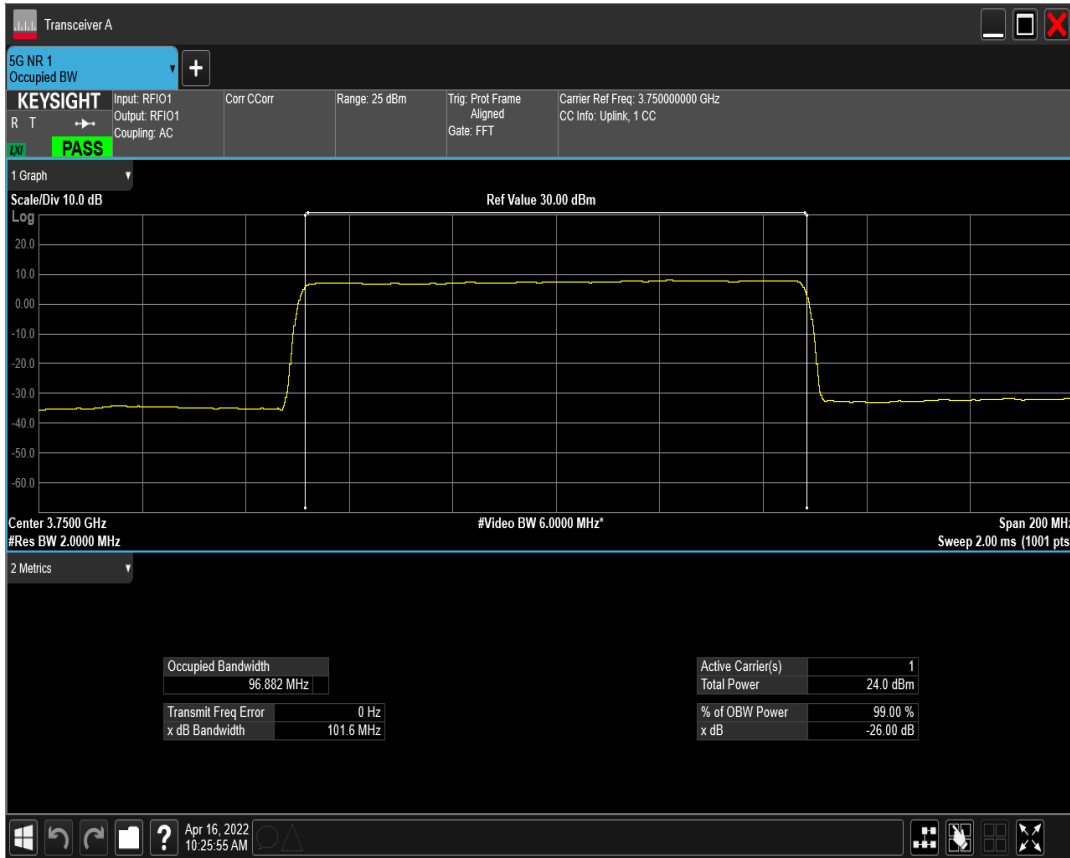 Transceiver A
5G NR 1
Occupied BW
+
KEYSIGHT
R T
LXI
PASS
Input: RFIO1
Output: RFIO1
Coupling: AC
Corr CCorr
Range: 25 dBm
Trig: Prot Frame
Aligned
Gate: FFT
Carrier Ref Freq: 3.750000000 GHz
CC Info: Uplink, 1 CC
1 Graph
Scale/Div 10.0 dB
Ref Value 30.00 dBm
Log
20.0
10.0
0.00
-10.0
-20.0
-30.0
-40.0
-50.0
-60.0
Center 3.7500 GHz
#Video BW 6.0000 MHz*
Span 200 MHz
#Res BW 2.0000 MHz
Sweep 2.00 ms (1001 pts
2 Metrics
Occupied Bandwidth
96.882 MHz
Transmit Freq Error 0 Hz
x dB Bandwidth 101.6 MHz
Active Carrier(s) 1
Total Power 24.0 dBm
% of OBW Power 99.00 %
x dB -26.00 dB
?
Apr 16, 2022
10:25:55 AM